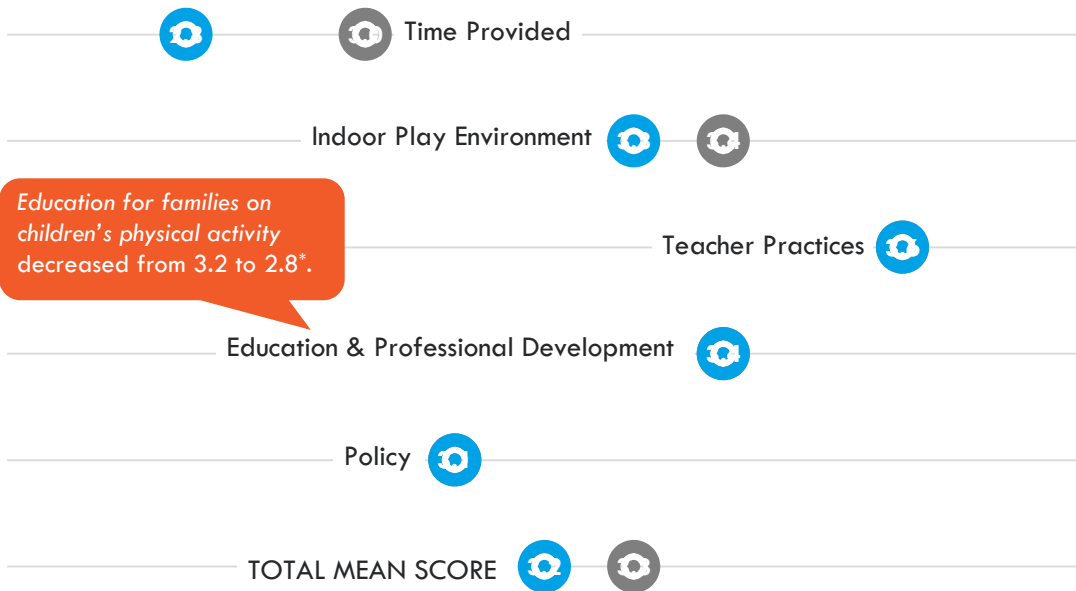 Time Provided
Indoor Play Environment
Education for families on
children's physical activity
decreased from 3.2 to 2.8*.
Teacher Practices
Education & Professional Development
Policy
TOTAL MEAN SCORE